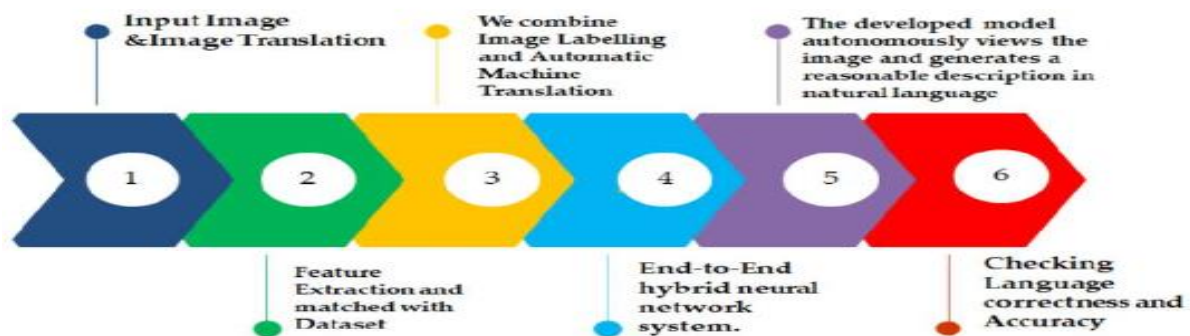 Input Image
&Image Translation
We combine
Image Labelling
and Automatic
Machine
Translation
The developed model
autonomously views the
image and generates a
reasonable description in
natural language
1
2
3
4
5
6
Feature
Extraction and
matched with
Dataset
End-to-End
hybrid neural
network
system.
Checking
Language
correctness and
Accuracy